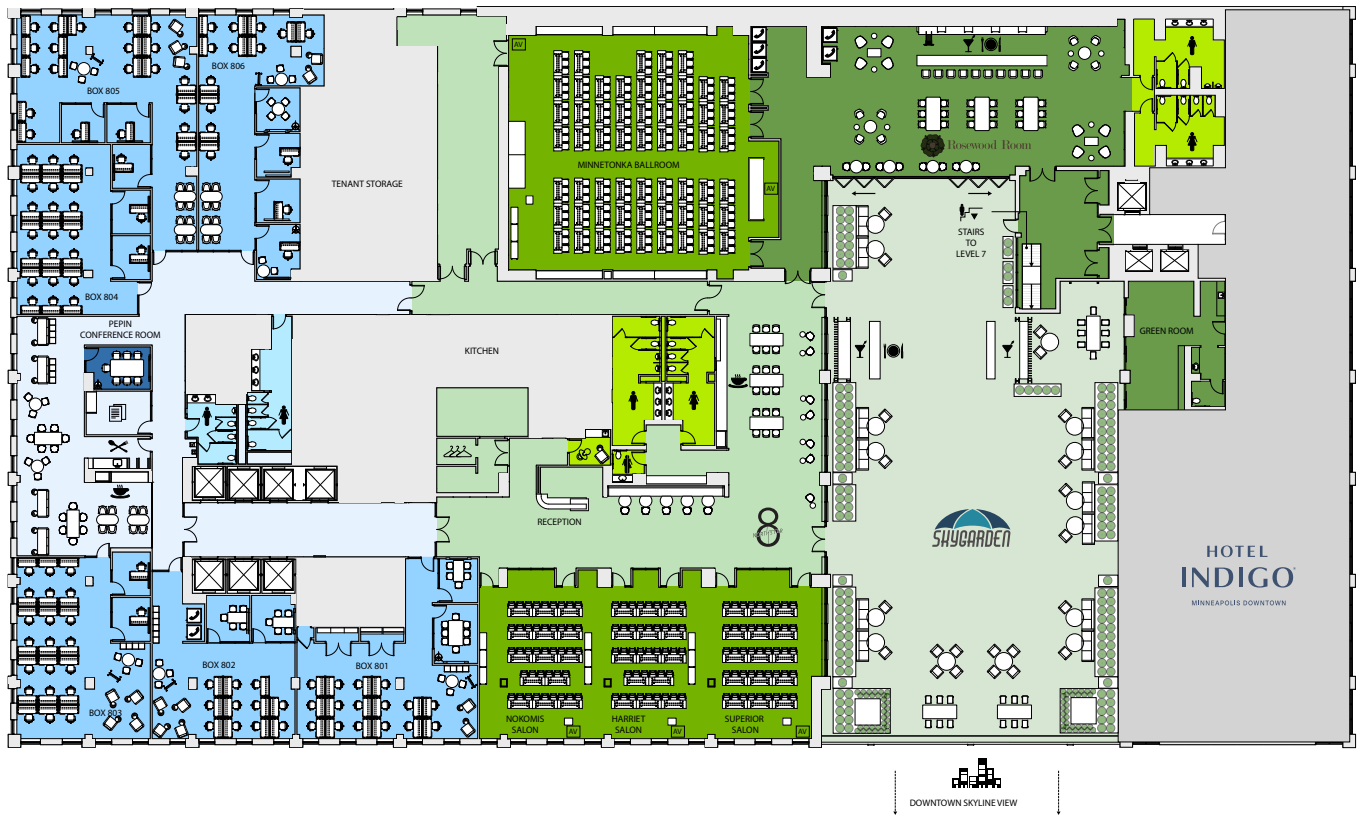 AV
BOX 806
BOX 805
Rosewood Room
MINNETONKA BALLROOM
TENANT STORAGE
AV
STAIRS
TO
LEVEL 7
BOX 804
PEPIN
CONFERENCE ROOM
GREEN ROOM
KITCHEN
RECEPTION
8
SKYGARDEN
HOTEL
INDIGO
MINNEAPOLIS DOWNTOWN
BOX 802
BOX 801
BOX 803
NOKOMIS
SALON
HARRIET
SALON
SUPERIOR
SALON
AV
AV
AV
DOWNTOWN SKYLINE VIEW